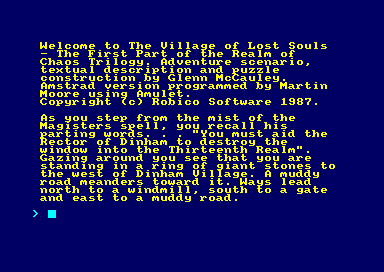 Welcome to The Village of Lost Souls
- The First Part of the Realm of
Chaos Trilogy. Adventure scenario,
textual description and puzzle
construction by Glenn McCauley.
Amstrad version programmed by Martin
Moore using Amulet.
Copyright (c) Robico Software 1987.
As you step from the mist of the
Magisters spell, you recall his
parting words. . . "You must aid the
Rector of Dinham to destroy the
window into the Thirteenth Realm".
Gazing around you see that you are
standing in a ring of giant stones to
the west of Dinham Village. A muddy
road meanders toward it. Ways lead
north to a windmill, south to a gate
and east to a muddy road.
>